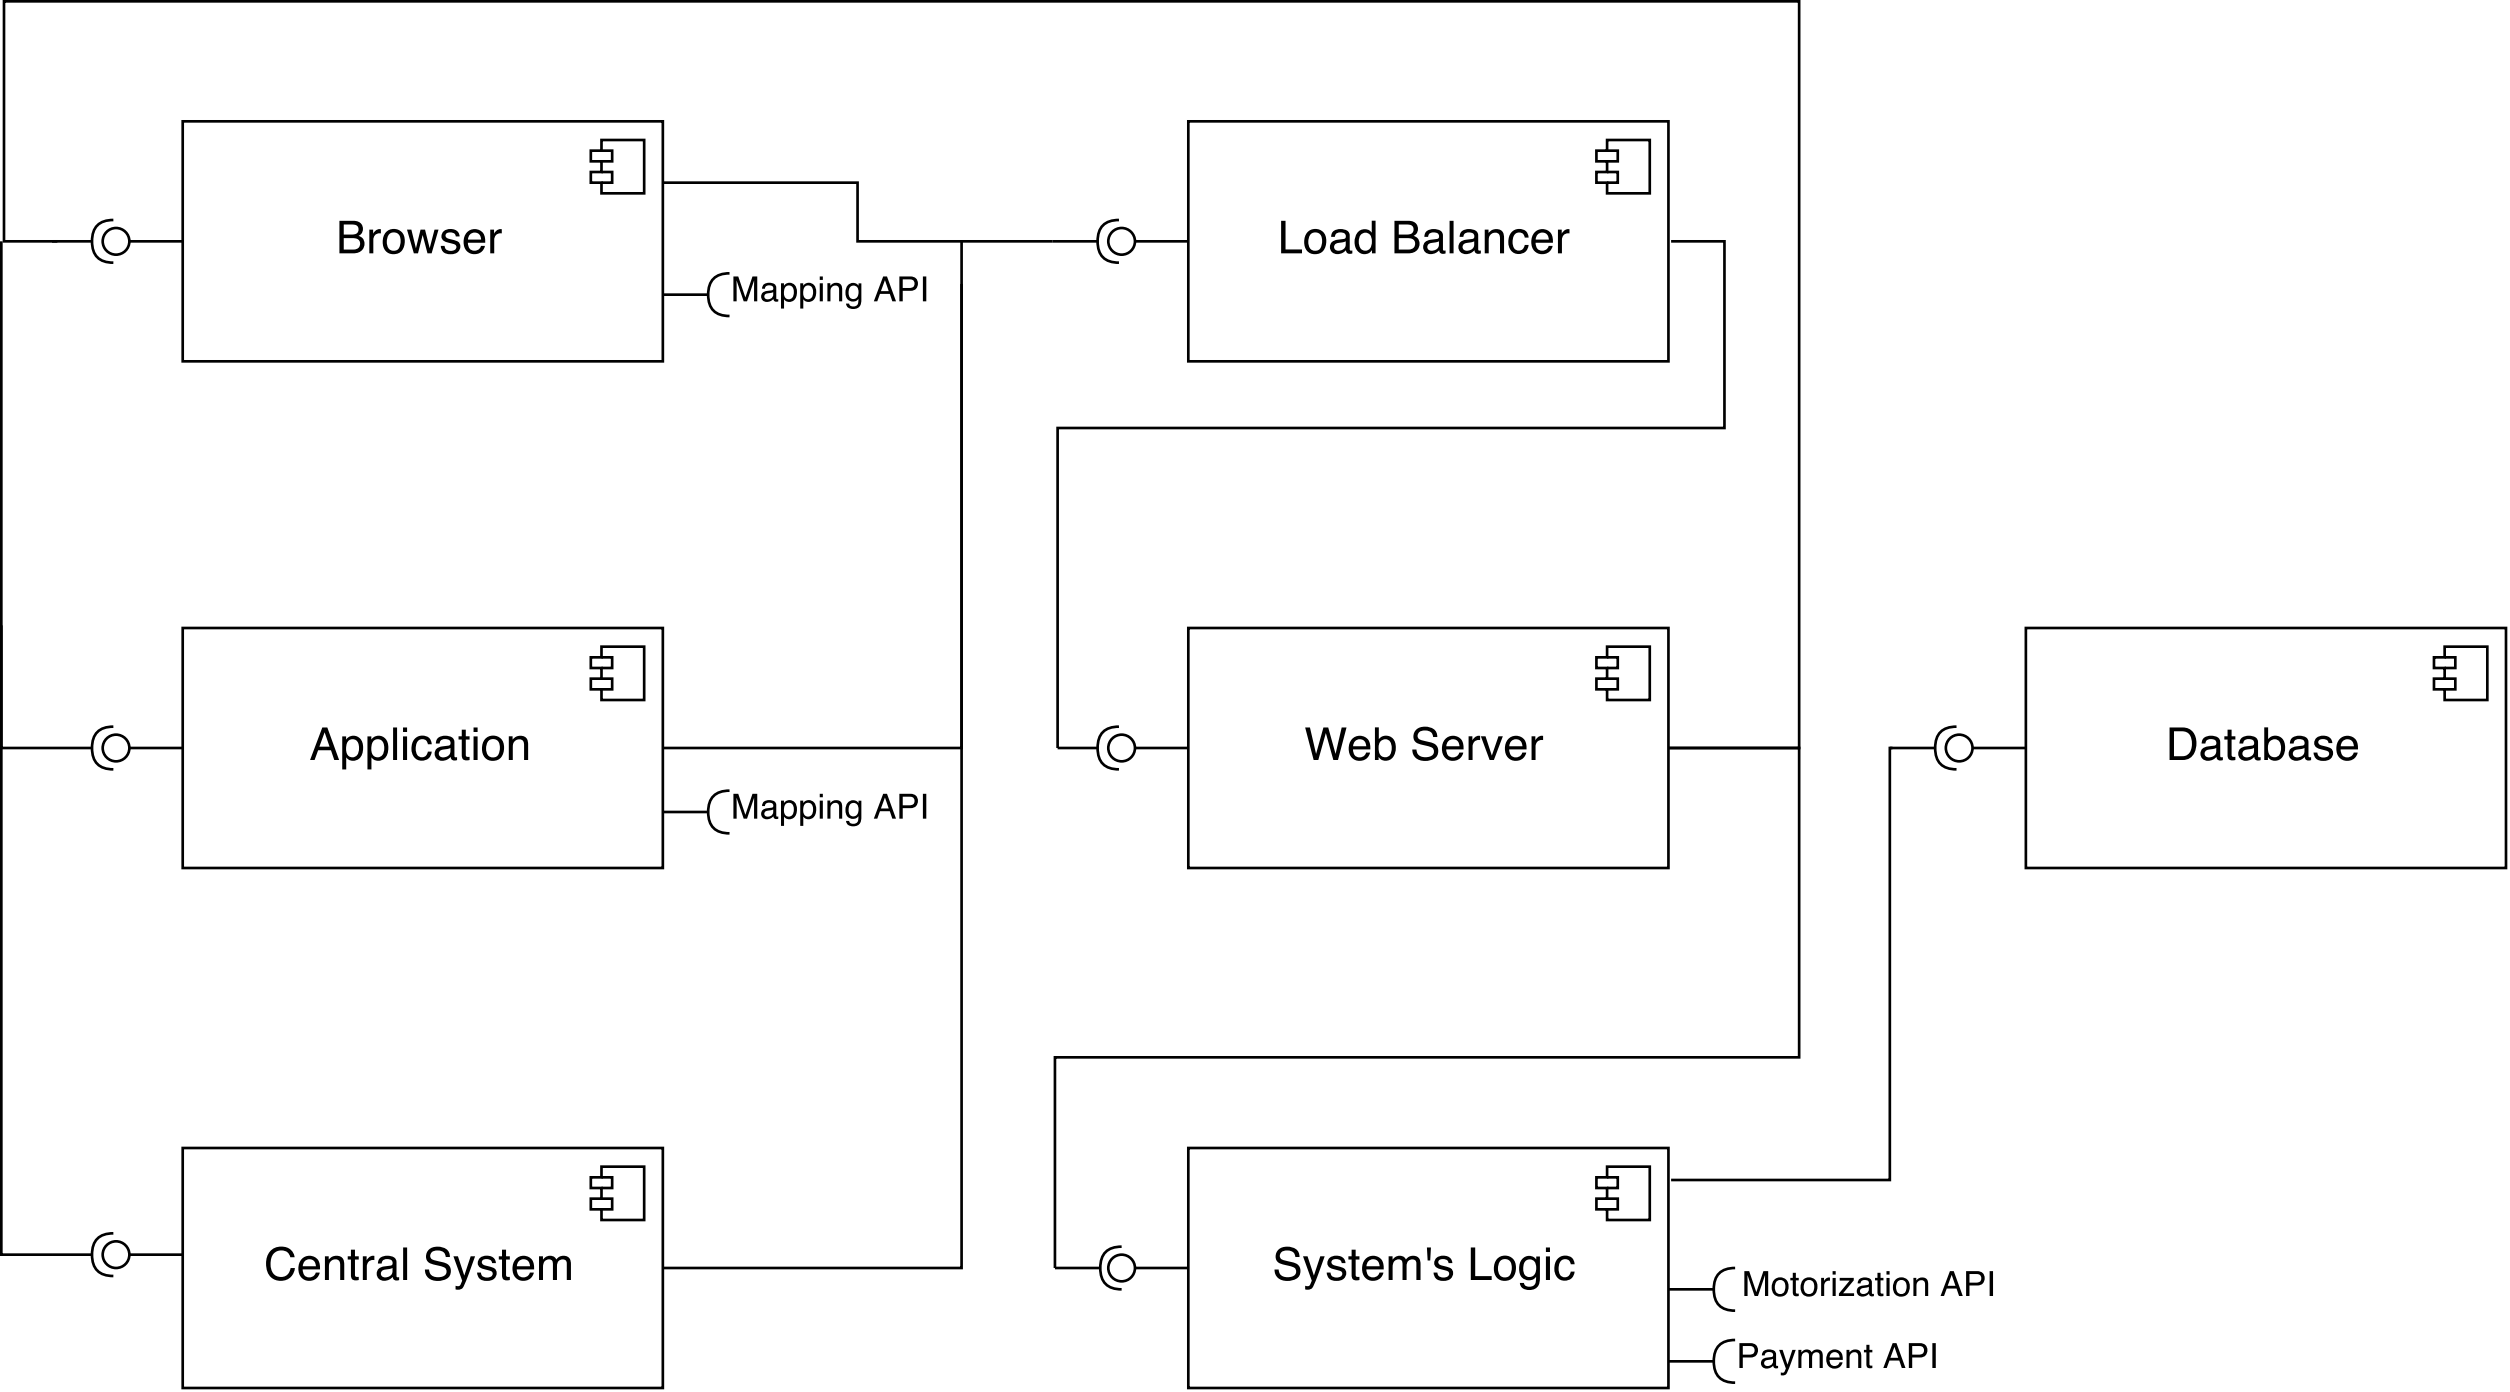 Browser
Load Balancer
Mapping API
Application
Web Server
Database
Mapping API
Central System
System's Logic
Motorization API
Payment API